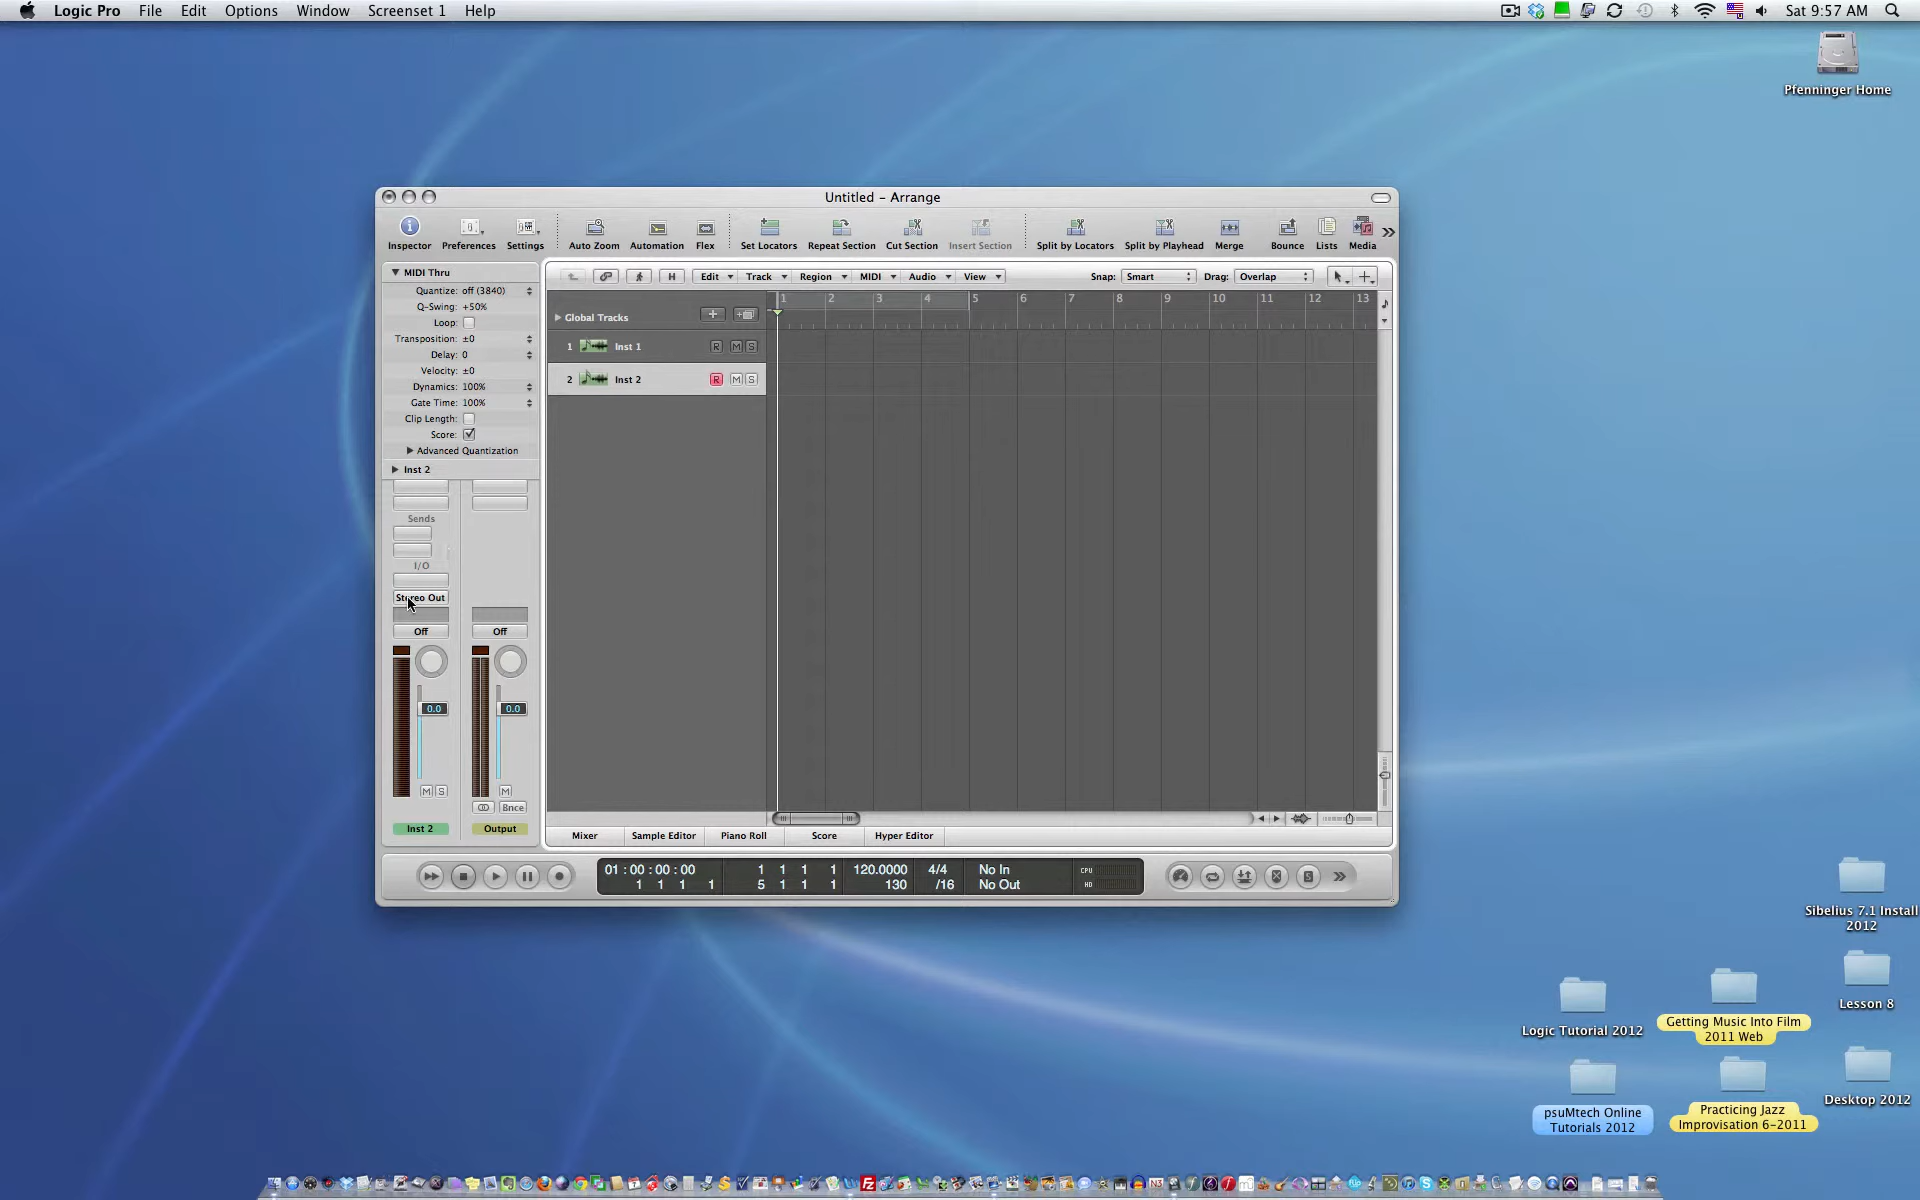 Logic Pro File Edit Options Window Screenset 1 Help
Sat 9:57 AM
Pfenninger Home
Untitled – Arrange
Inspector Preferences Settings Auto Zoom Automation Flex Set Locators Repeat Section Cut Section Insert Section Split by Locators Split by Playhead Merge Bounce Lists Media
MIDI Thru
Edit Track Region MIDI Audio View Snap: Smart Drag: Overlap
Quantize: off (3840)
Q-Swing: +50%
Loop:
Transposition: ±0
Delay: 0
Velocity: ±0
Dynamics: 100%
Gate Time: 100%
Clip Length:
Score:
Advanced Quantization
Inst 2
Global Tracks
1 2 3 4 5 6 7 8 9 10 11 12 13
1 Inst 1 R M S
2 Inst 2 R M S
Sends
I/O
Stereo Out
Off Off
0.0 0.0
M S M
Bnce
Inst 2 Output
Mixer Sample Editor Piano Roll Score Hyper Editor
01:00:00:00 1 1 1 1 120.0000 4/4 No In CPU
1 1 1 1 5 1 1 1 130 /16 No Out HD
Sibelius 7.1 Install
2012
Lesson 8
Logic Tutorial 2012
Getting Music Into Film
2011 Web
Desktop 2012
psuMtech Online
Tutorials 2012
Practicing Jazz
Improvisation 6-2011